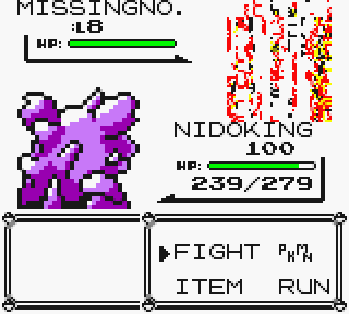 MISSINGNO.
:L8
HP:
NIDOKING
100
HP:
239/279
▶FIGHT PKMN
ITEM RUN